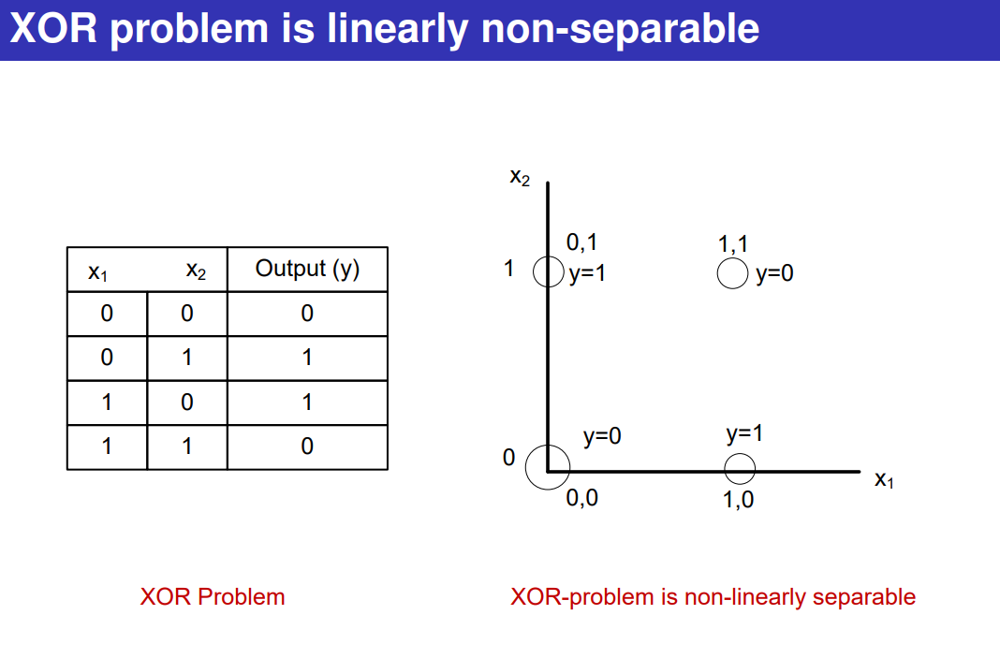 XOR problem is linearly non-separable
x₁ x₂ Output (y)
0 0 0
0 1 1
1 0 1
1 1 0
XOR Problem
x₂
0,1 1,1
1 y=1 y=0
y=0 y=1
0
x₁
0,0 1,0
XOR-problem is non-linearly separable